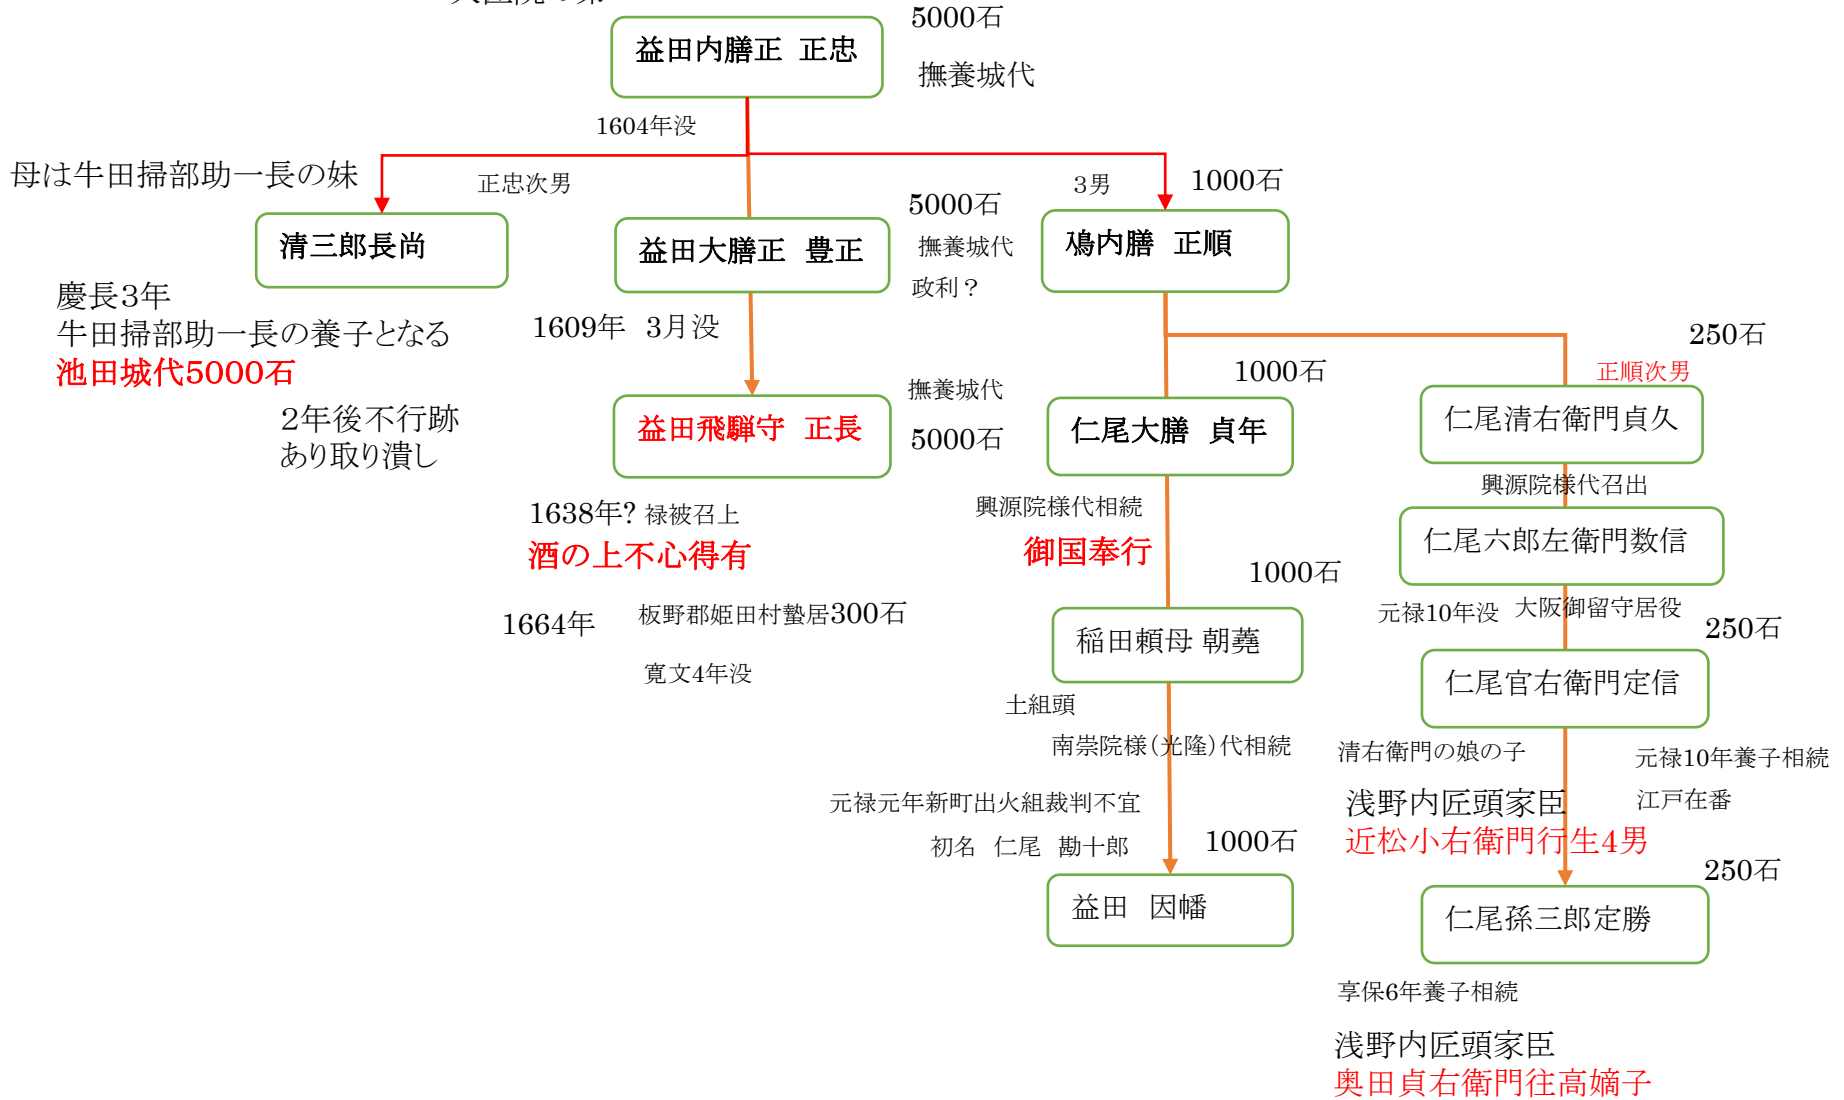 5000石
益田内膳正　正忠
撫養城代
1604年没
母は牛田掃部助一長の妹
正忠次男
3男
1000石
清三郎長尚
益田大膳正　豊正
5000石
撫養城代
政利？
鳰内膳　正順
慶長3年
牛田掃部助一長の養子となる
池田城代5000石
2年後不行跡
あり取り潰し
1609年　3月没
益田飛騨守　正長
撫養城代
5000石
1638年? 禄被召上
酒の上不心得有
1664年
板野郡姫田村蟄居300石
寛文4年没
1000石
仁尾大膳　貞年
興源院様代相続
御国奉行
1000石
稲田頼母 朝蕘
土組頭
南崇院様（光隆）代相続
元禄元年新町出火組裁判不宜
初名　仁尾　勘十郎
1000石
益田　因幡
250石
正順次男
仁尾清右衛門貞久
興源院様代召出
仁尾六郎左衛門数信
元禄10年没
大阪御留守居役
250石
仁尾官右衛門定信
清右衛門の娘の子
元禄10年養子相続
江戸在番
浅野内匠頭家臣
近松小右衛門行生4男
250石
仁尾孫三郎定勝
享保6年養子相続
浅野内匠頭家臣
奥田貞右衛門往高嫡子